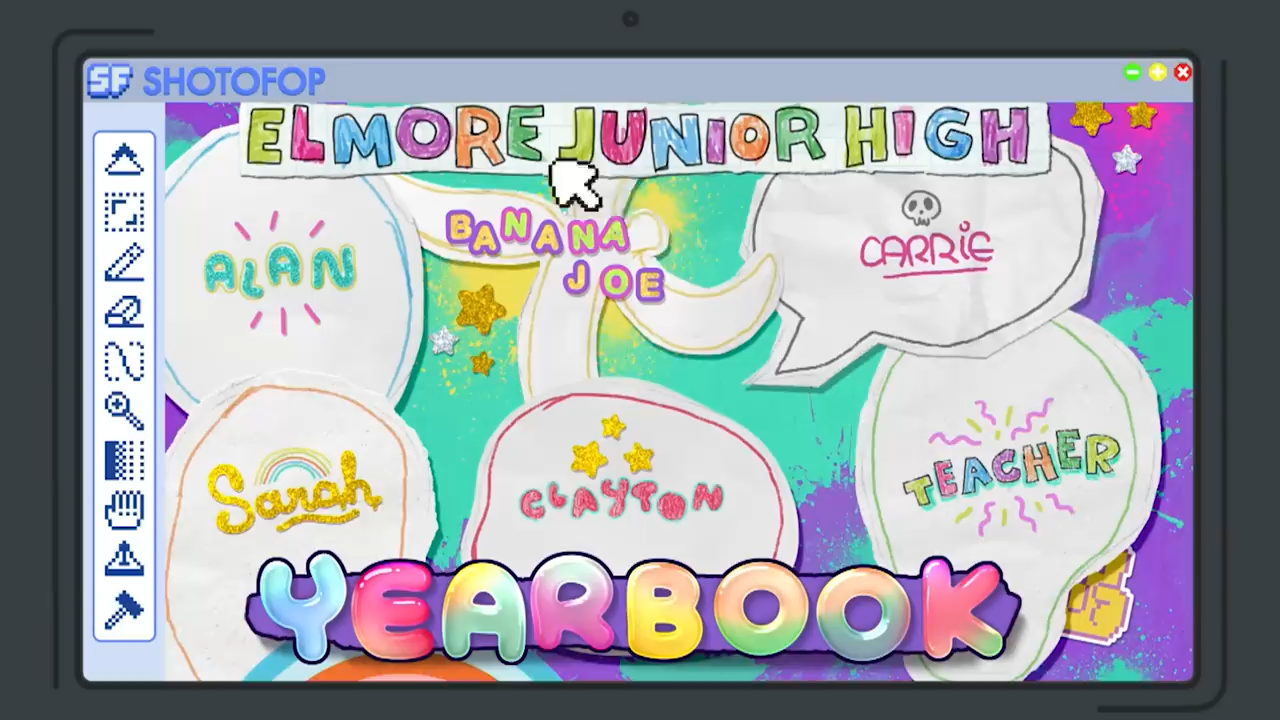 SF SHOTOFOP
ELMORE JUNIOR HIGH
BANANA
JOE
CARRIE
ALAN
TEACHER
Sarah
CLAYTON
YEARBOOK